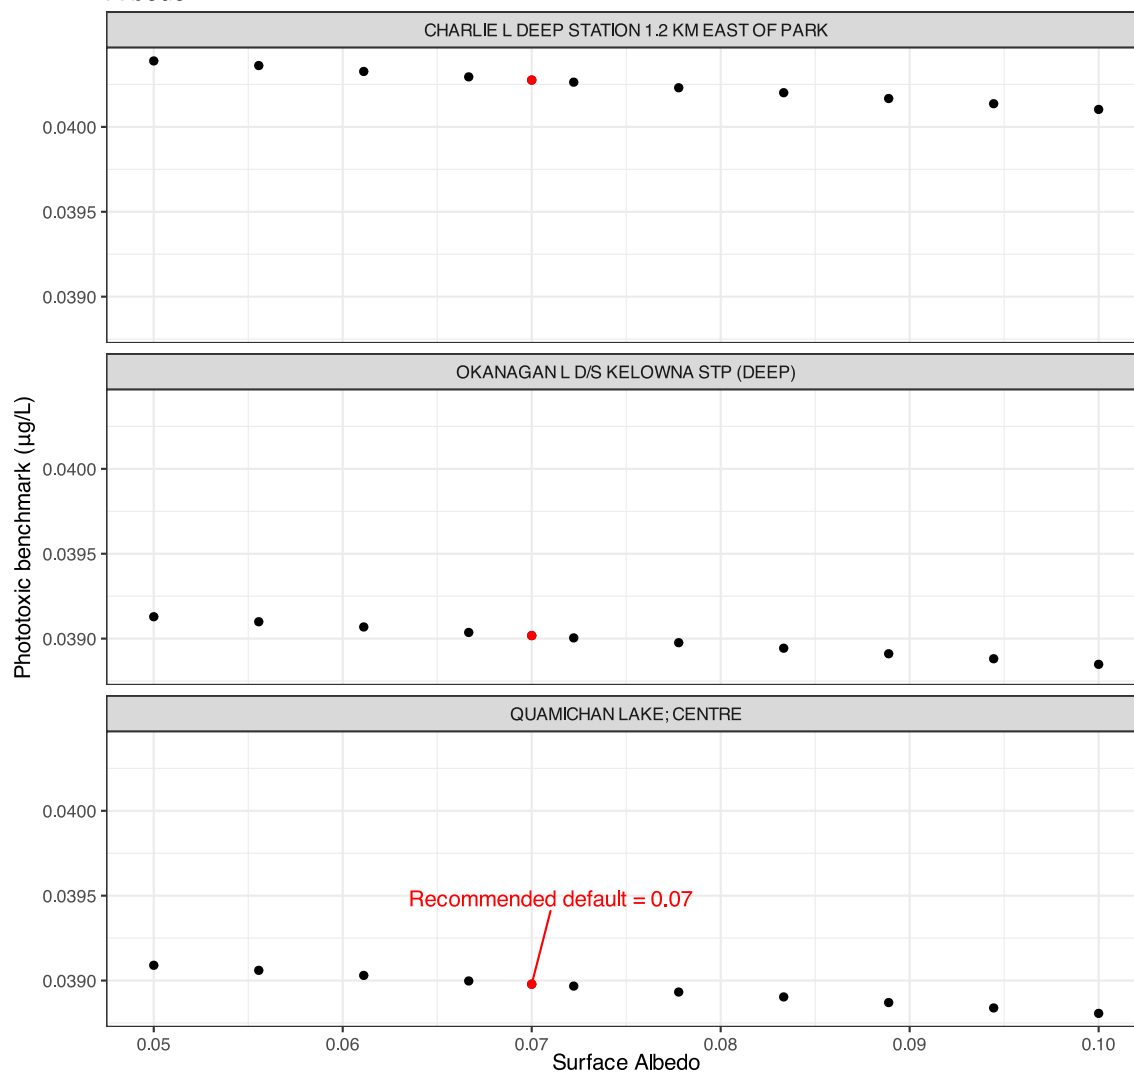 CHARLIE L DEEP STATION 1.2 KM EAST OF PARK
0.0400
0.0395
0.0390
OKANAGAN L D/S KELOWNA STP (DEEP)
0.0400
0.0395
0.0390
Phototoxic benchmark (µg/L)
QUAMICHAN LAKE; CENTRE
0.0400
0.0395
0.0390
Recommended default = 0.07
0.05 0.06 0.07 0.08 0.09 0.10
Surface Albedo